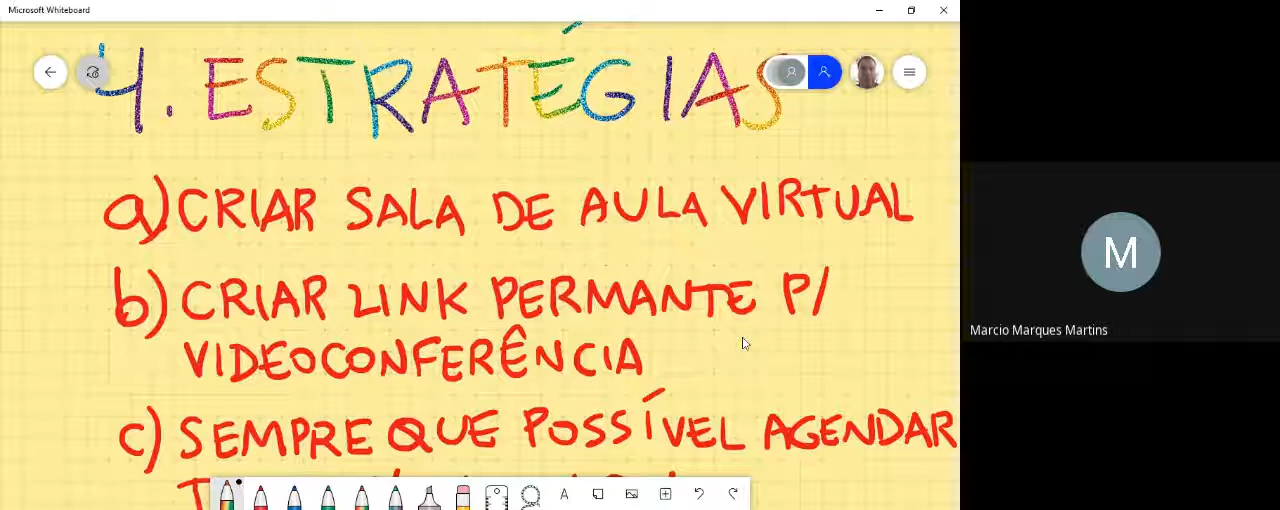 Microsoft Whiteboard
4. ESTRATÉGIAS
a) CRIAR SALA DE AULA VIRTUAL
b) CRIAR LINK PERMANTE P/
VIDEOCONFERÊNCIA
c) SEMPRE QUE POSSÍVEL AGENDAR
M
Marcio Marques Martins
A